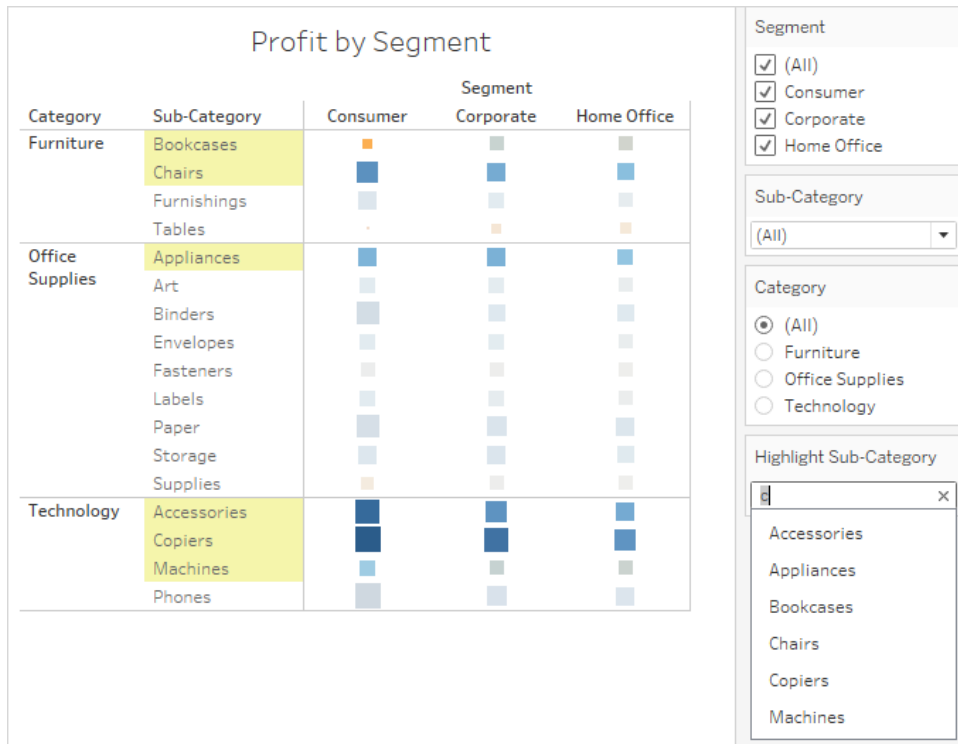 Profit by Segment
Segment
Category Sub-Category Consumer Corporate Home Office
Furniture Bookcases
Chairs
Furnishings
Tables
Office Supplies Appliances
Art
Binders
Envelopes
Fasteners
Labels
Paper
Storage
Supplies
Technology Accessories
Copiers
Machines
Phones
Segment
(All)
Consumer
Corporate
Home Office
Sub-Category
(All)
Category
(All)
Furniture
Office Supplies
Technology
Highlight Sub-Category
c
Accessories
Appliances
Bookcases
Chairs
Copiers
Machines